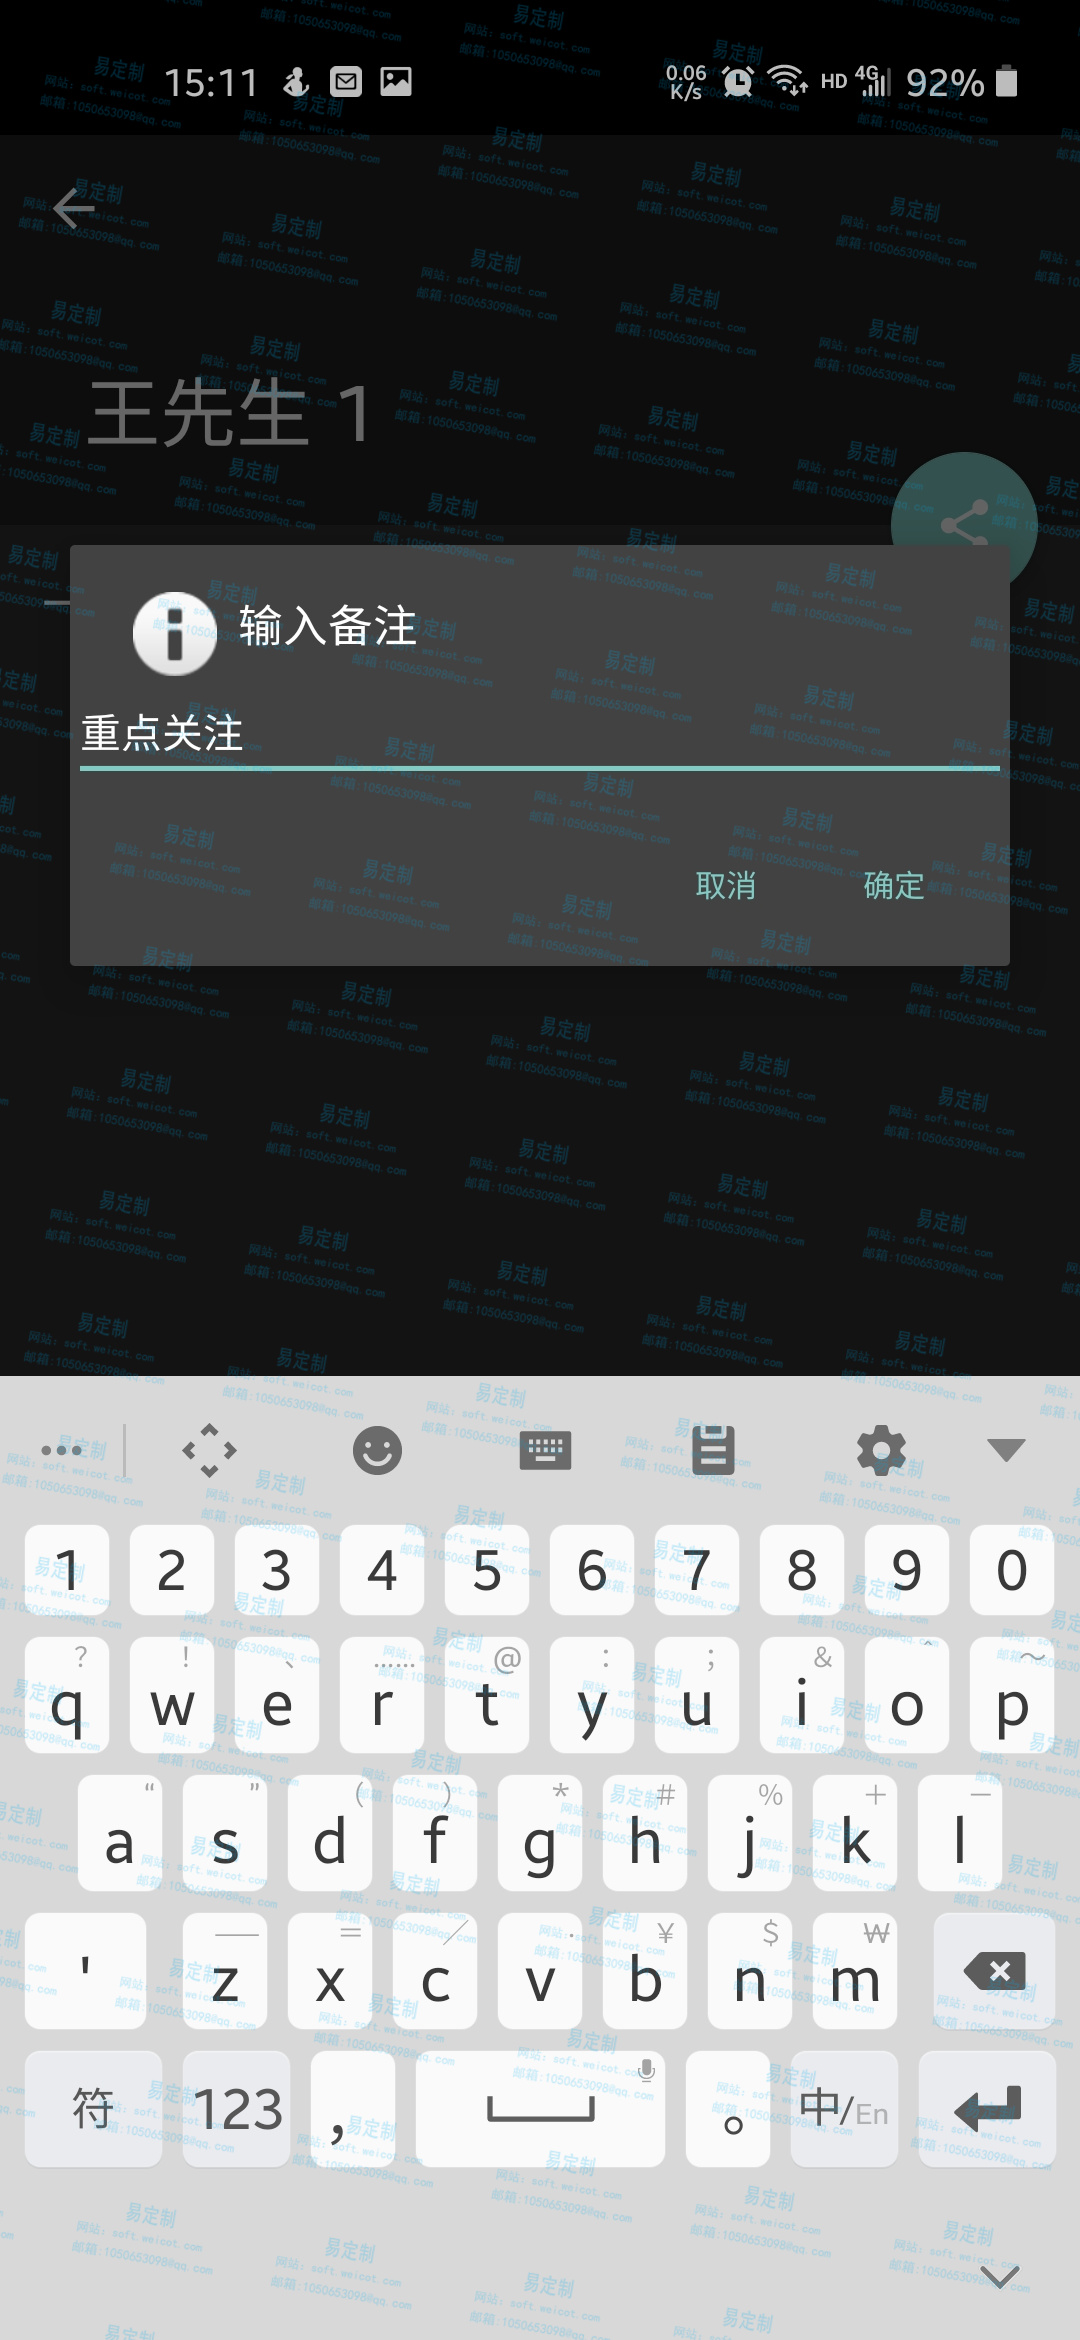 15:11
0.06
K/s
HD
4G
92%
王先生 1
输入备注
重点关注
取消
确定
1 2 3 4 5 6 7 8 9 0
? ! 、 …… @ : ; & ˆ ～
q w e r t y u i o p
“ ” ( ) * # % + —
a s d f g h j k l
—— = ／ · ¥ $ ₩
' z x c v b n m
符 123 ， 。 中/En
易定制
网站: soft.weicot.com
邮箱:1050653098@qq.com